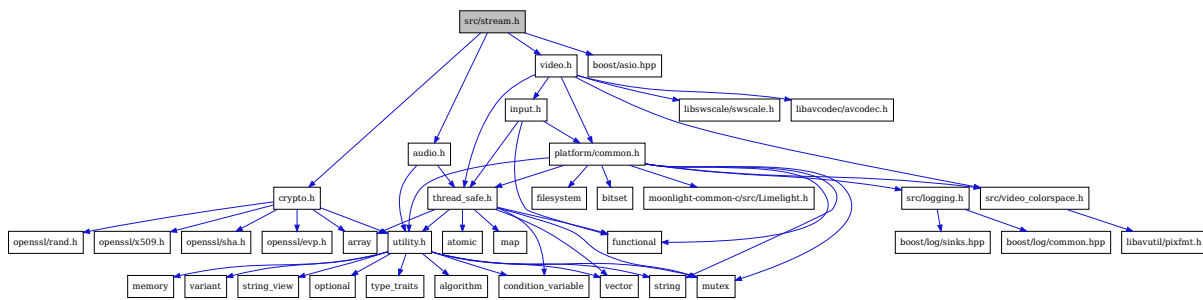 src/stream.h
video.h
boost/asio.hpp
input.h
libswscale/swscale.h
libavcodec/avcodec.h
audio.h
platform/common.h
crypto.h
thread_safe.h
filesystem
bitset
moonlight-common-c/src/Limelight.h
src/logging.h
src/video_colorspace.h
openssl/rand.h
openssl/x509.h
openssl/sha.h
openssl/evp.h
array
utility.h
atomic
map
functional
boost/log/sinks.hpp
boost/log/common.hpp
libavutil/pixfmt.h
memory
variant
string_view
optional
type_traits
algorithm
condition_variable
vector
string
mutex